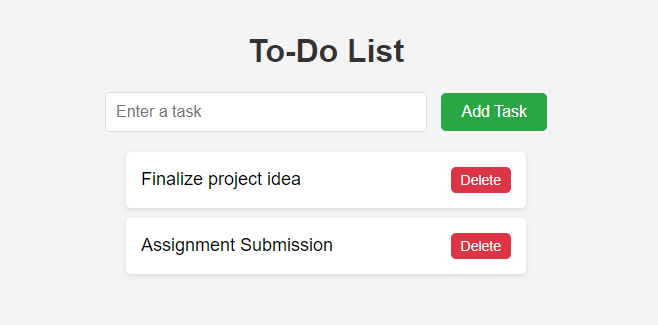 To-Do List
Enter a task
Add Task
Finalize project idea
Delete
Assignment Submission
Delete